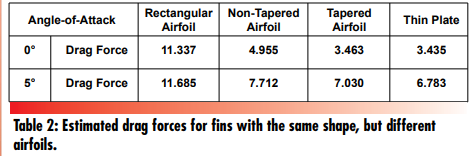 Angle-of-Attack Rectangular Airfoil Non-Tapered Airfoil Tapered Airfoil Thin Plate
0° Drag Force 11.337 4.955 3.463 3.435
5° Drag Force 11.685 7.712 7.030 6.783
Table 2: Estimated drag forces for fins with the same shape, but different
airfoils.